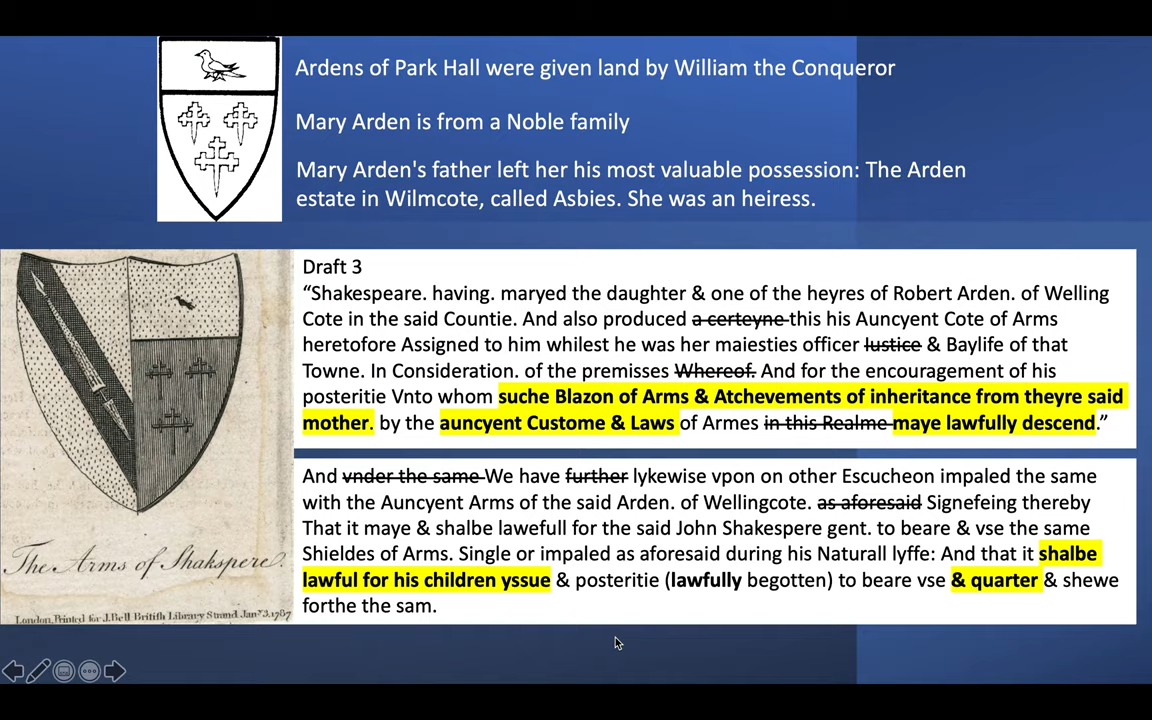 Ardens of Park Hall were given land by William the Conqueror
Mary Arden is from a Noble family
Mary Arden's father left her his most valuable possession: The Arden
estate in Wilmcote, called Asbies. She was an heiress.
Draft 3
“Shakespeare. having. maryed the daughter & one of the heyres of Robert Arden. of Welling
Cote in the said Countie. And also produced a certeyne this his Auncyent Cote of Arms
heretofore Assigned to him whilest he was her maiesties officer Iustice & Baylife of that
Towne. In Consideration. of the premisses Whereof. And for the encouragement of his
posteritie Vnto whom suche Blazon of Arms & Atchevements of inheritance from theyre said
mother. by the auncyent Custome & Laws of Armes in this Realme maye lawfully descend.”
And vnder the same We have further lykewise vpon on other Escucheon impaled the same
with the Auncyent Arms of the said Arden. of Wellingcote. as aforesaid Signefeing thereby
That it maye & shalbe lawefull for the said John Shakespere gent. to beare & vse the same
Shieldes of Arms. Single or impaled as aforesaid during his Naturall lyffe: And that it shalbe
lawful for his children yssue & posteritie (lawfully begotten) to beare vse & quarter & shewe
forthe the sam.
The Arms of Shakspere.
London, Printed for J. Bell British Library Strand Jany. 3, 1787